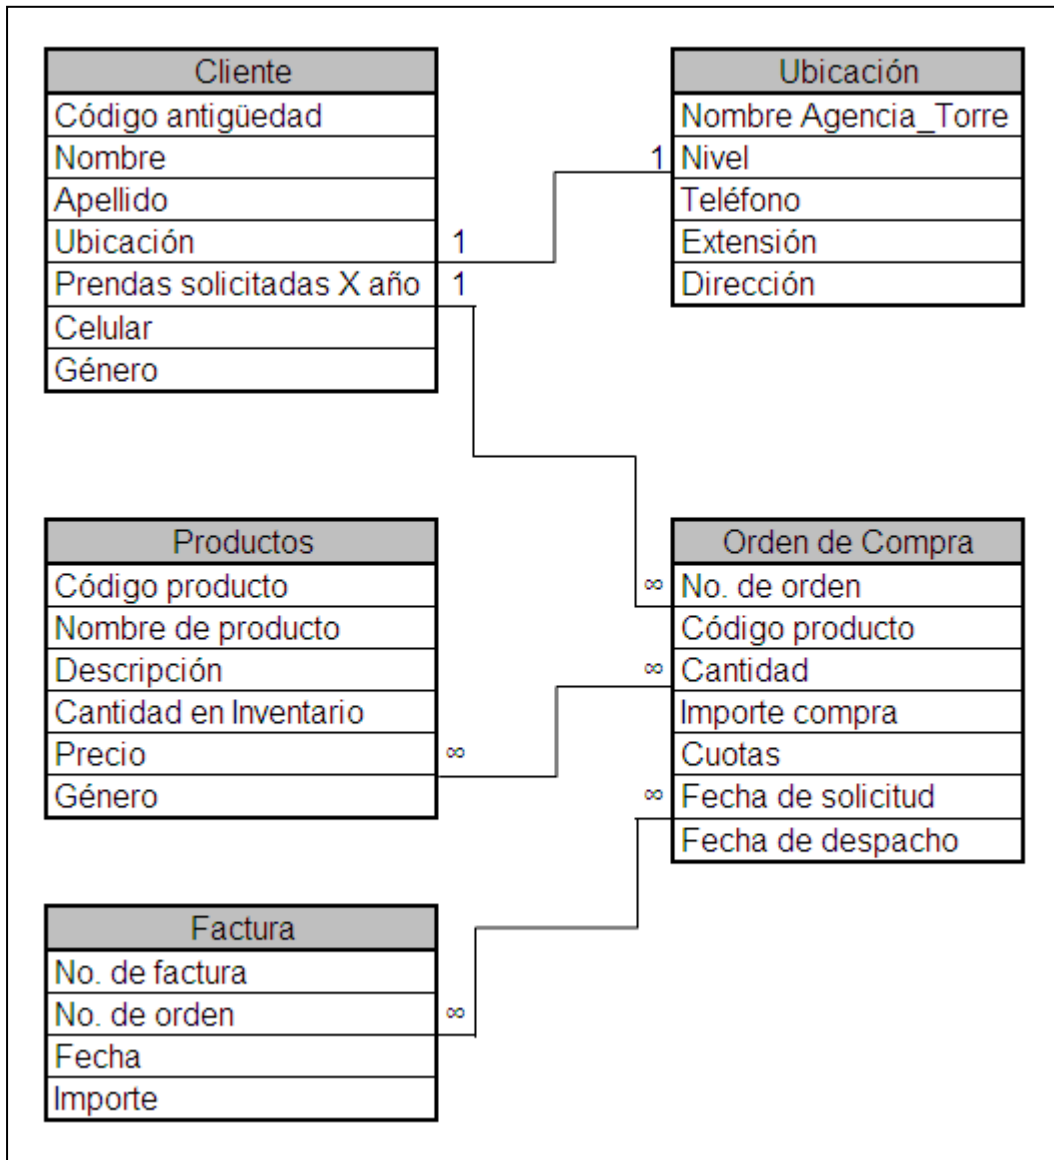 Cliente
Código antigüedad
Nombre
Apellido
Ubicación
Prendas solicitadas X año
Celular
Género
1
1
Ubicación
Nombre Agencia_Torre
1
Nivel
Teléfono
Extensión
Dirección
Productos
Código producto
Nombre de producto
Descripción
Cantidad en Inventario
Precio
Género
∞
Orden de Compra
∞
No. de orden
Código producto
∞
Cantidad
Importe compra
Cuotas
∞
Fecha de solicitud
Fecha de despacho
Factura
No. de factura
No. de orden
∞
Fecha
Importe